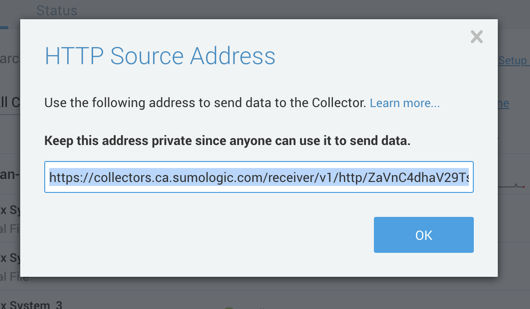 Status
HTTP Source Address
Setup
Use the following address to send data to the Collector. Learn more...
Keep this address private since anyone can use it to send data.
https://collectors.ca.sumologic.com/receiver/v1/http/ZaVnC4dhaV29Ts
OK
x System_3